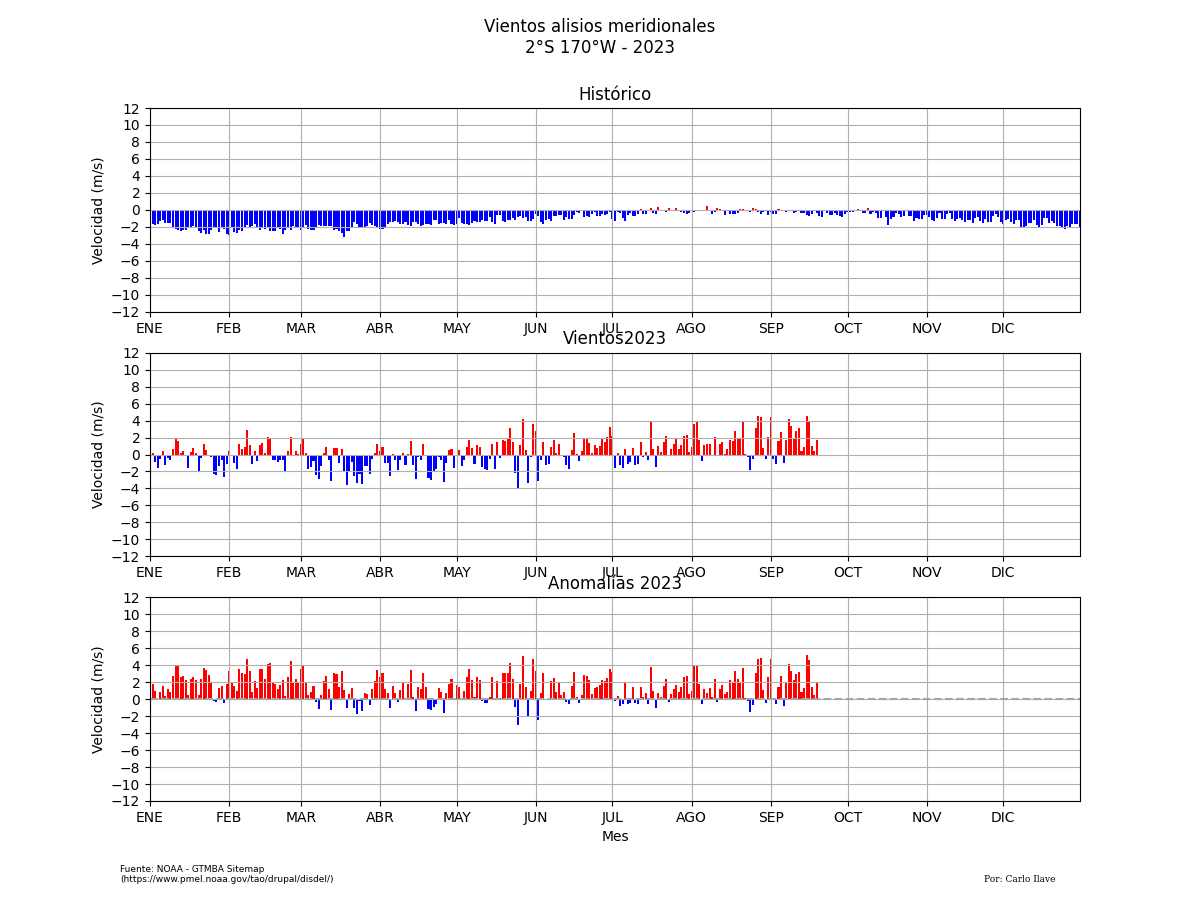 Vientos alisios meridionales
2°S 170°W - 2023
Histórico
12
10
8
6
4
2
0
−2
−4
−6
−8
−10
−12
Velocidad (m/s)
ENE FEB MAR ABR MAY JUN JUL AGO SEP OCT NOV DIC
Vientos2023
12
10
8
6
4
2
0
−2
−4
−6
−8
−10
−12
Velocidad (m/s)
ENE FEB MAR ABR MAY JUN JUL AGO SEP OCT NOV DIC
Anomalías 2023
12
10
8
6
4
2
0
−2
−4
−6
−8
−10
−12
Velocidad (m/s)
ENE FEB MAR ABR MAY JUN JUL AGO SEP OCT NOV DIC
Mes
Fuente: NOAA - GTMBA Sitemap
(https://www.pmel.noaa.gov/tao/drupal/disdel/)
Por: Carlo Ilave